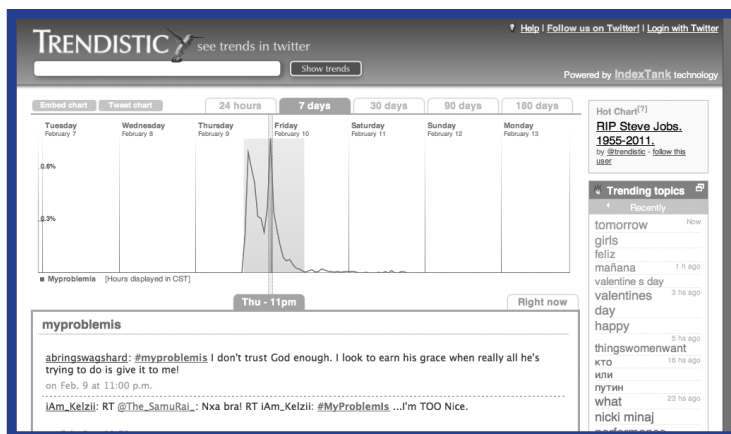 ? Help | Follow us on Twitter! | Login with Twitter
TRENDISTIC see trends in twitter
Show trends
Powered by IndexTank technology
Embed chart Tweet chart 24 hours 7 days 30 days 90 days 180 days
Tuesday Wednesday Thursday Friday Saturday Sunday Monday
February 7 February 8 February 9 February 10 February 11 February 12 February 13
0.6%
0.3%
Myproblemis [Hours displayed in CST]
Thu - 11pm Right now
myproblemis
abringswagshard: #myproblemis I don't trust God enough. I look to earn his grace when really all he's
trying to do is give it to me!
on Feb. 9 at 11:00 p.m.
iAm_Kelzii: RT @The_SamuRai_: Nxa bra! RT iAm_Kelzii: #MyProblemIs ...I'm TOO Nice.
Hot Chart[?]
RIP Steve Jobs.
1955-2011.
by @trendistic - follow this
user
Trending topics
Recently
tomorrow Now
girls
feliz
mañana 1 h ago
valentine s day
valentines 3 hs ago
day
happy
5 hs ago
thingswomenwant
кто 16 hs ago
или
путин
what 23 hs ago
nicki minaj
performance